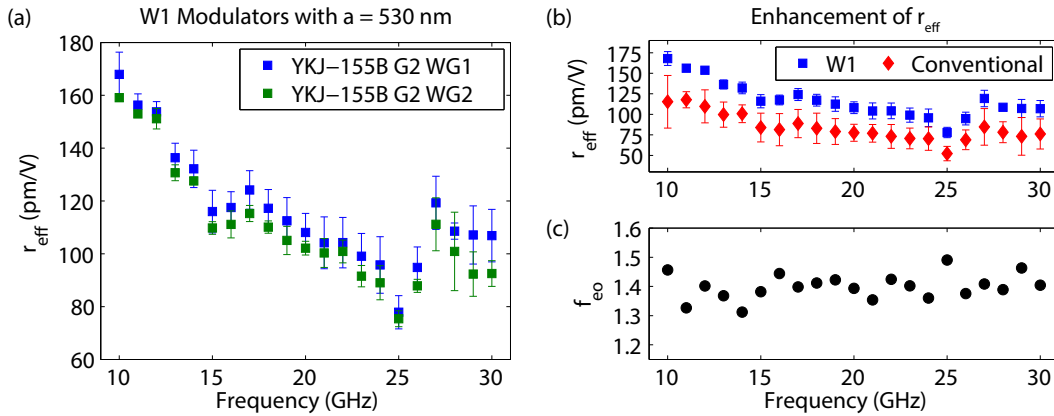 (a)
W1 Modulators with a = 530 nm
180
160
140
120
100
80
60
r_eff (pm/V)
YKJ−155B G2 WG1
YKJ−155B G2 WG2
10 15 20 25 30
Frequency (GHz)
(b)
Enhancement of r_eff
175
150
125
100
75
50
r_eff (pm/V)
W1 Conventional
10 15 20 25 30
(c)
1.6
1.5
1.4
1.3
1.2
f_eo
10 15 20 25 30
Frequency (GHz)